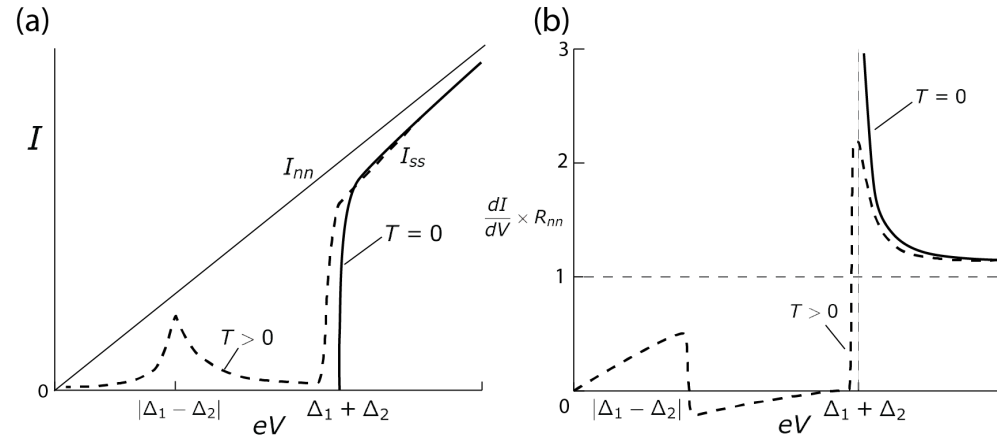 (a)
I
I_nn
I_ss
T = 0
T > 0
0
|Δ₁ − Δ₂|
Δ₁ + Δ₂
eV
(b)
3
2
1
0
dI/dV × R_nn
T = 0
T > 0
|Δ₁ − Δ₂|
Δ₁ + Δ₂
eV